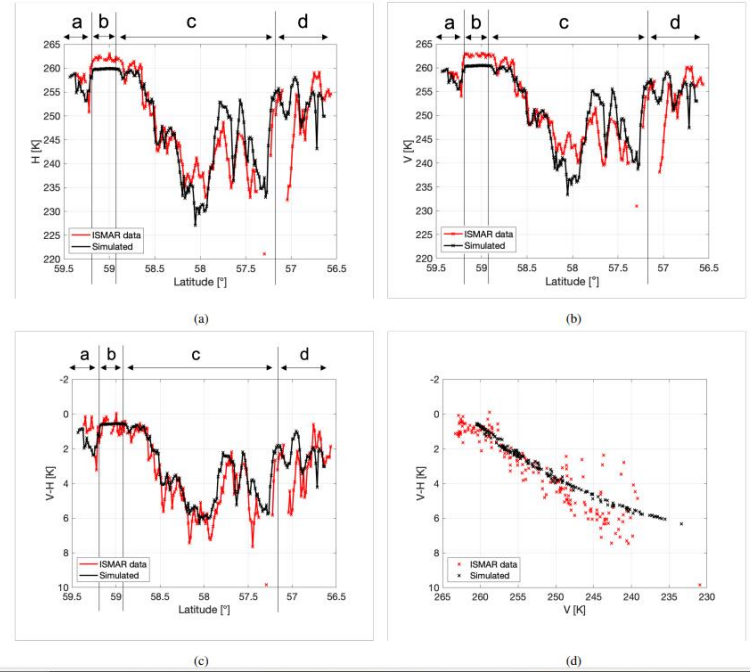 a b c d
265
260
255
250
245
240
235
230
225
220
H [K]
ISMAR data
Simulated
59.5 59 58.5 58 57.5 57 56.5
Latitude [°]
(a)
a b c d
265
260
255
250
245
240
235
230
225
220
V [K]
ISMAR data
Simulated
59.5 59 58.5 58 57.5 57 56.5
Latitude [°]
(b)
a b c d
-2
0
2
4
6
8
10
V-H [K]
ISMAR data
Simulated
59.5 59 58.5 58 57.5 57 56.5
Latitude [°]
(c)
-2
0
2
4
6
8
10
V-H [K]
ISMAR data
Simulated
265 260 255 250 245 240 235 230
V [K]
(d)